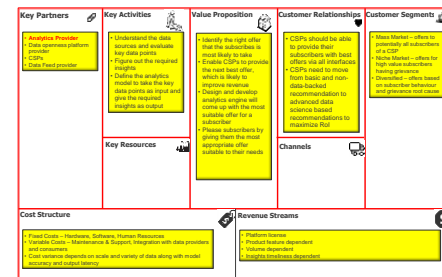 Key Partners
• Analytics Provider
• Data openness platform
provider
• CSPs
• Data Feed provider
Key Activities
• Understand the data
sources and evaluate
key data points
• Figure out the required
insights
• Define the analytics
model to take the key
data points as input and
give the required
insights as output
Key Resources
Value Proposition
• Identify the right offer
that the subscribes is
most likely to take
• Enable CSPs to provide
the next best offer,
which is likely to
improve revenue
• Design and develop
analytics engine will
come up with the most
suitable offer for a
subscriber
• Please subscribers by
giving them the most
appropriate offer
suitable to their needs
Customer Relationships
• CSPs should be able
to provide their
subscribers with best
offers via all interfaces
• CSPs need to move
from basic and non-
data-backed
recommendation to
advanced data
science based
recommendations to
maximize RoI
Channels
Customer Segments
• Mass Market – offers to
potentially all subscribers
of a CSP
• Niche Market – offers for
high value subscribers
having grievance
• Diversified – offers based
on subscriber behaviour
and grievance root cause
Cost Structure
• Fixed Costs – Hardware, Software, Human Resources
• Variable Costs – Maintenance & Support, Integration with data providers
and consumers
• Cost variance depends on scale and variety of data along with model
accuracy and output latency
Revenue Streams
• Platform license
• Product feature dependent
• Volume dependent
• Insights timeliness dependent